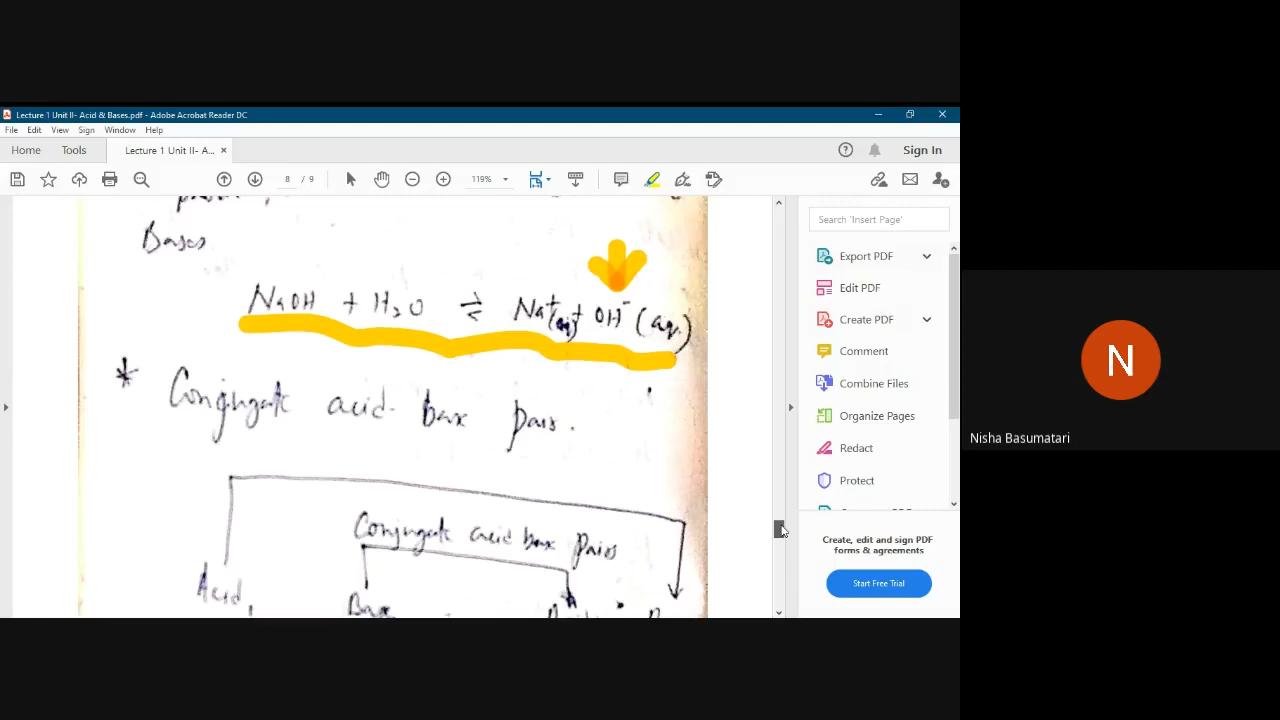 Lecture 1 Unit II- Acid & Bases.pdf - Adobe Acrobat Reader DC
File Edit View Sign Window Help
Home Tools Lecture 1 Unit II- A... × Sign In
8 / 9 119%
Bases
NaOH + H₂O ⇌ Na⁺(aq) + OH⁻ (aq.)
* Conjugate acid-base pairs.
Conjugate acid base pairs
Acid
Base
Search 'Insert Page'
Export PDF
Edit PDF
Create PDF
Comment
Combine Files
Organize Pages
Redact
Protect
Create, edit and sign PDF
forms & agreements
Start Free Trial
N
Nisha Basumatari